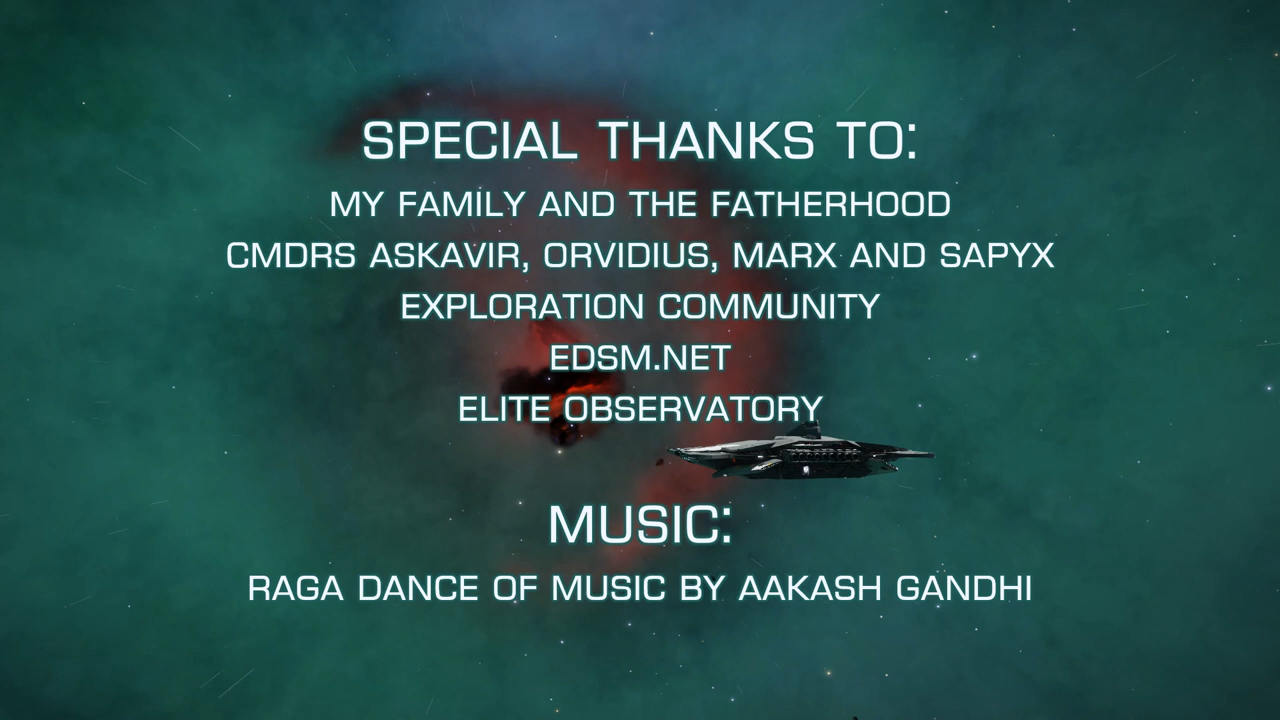 SPECIAL THANKS TO:
MY FAMILY AND THE FATHERHOOD
CMDRS ASKAVIR, ORVIDIUS, MARX AND SAPYX
EXPLORATION COMMUNITY
EDSM.NET
ELITE OBSERVATORY
MUSIC:
RAGA DANCE OF MUSIC BY AAKASH GANDHI